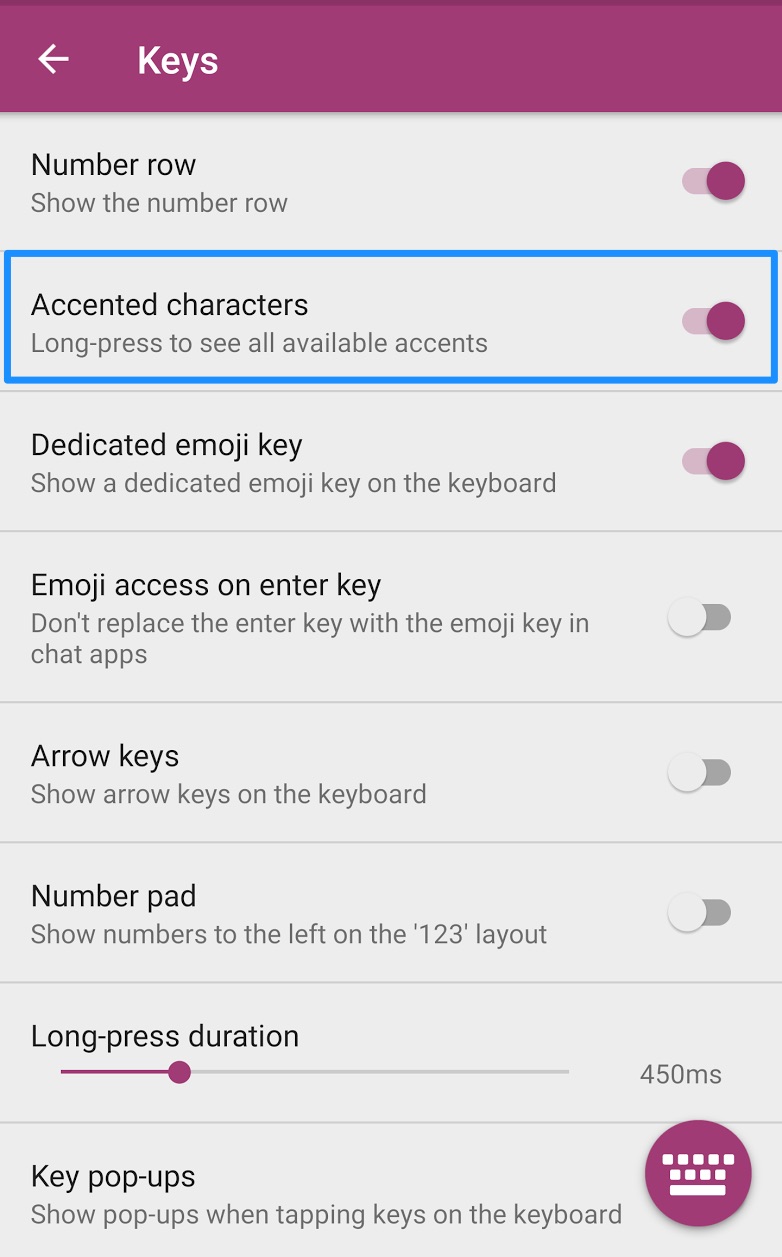 Keys
Number row
Show the number row
Accented characters
Long-press to see all available accents
Dedicated emoji key
Show a dedicated emoji key on the keyboard
Emoji access on enter key
Don't replace the enter key with the emoji key in
chat apps
Arrow keys
Show arrow keys on the keyboard
Number pad
Show numbers to the left on the '123' layout
Long-press duration
450ms
Key pop-ups
Show pop-ups when tapping keys on the keyboard